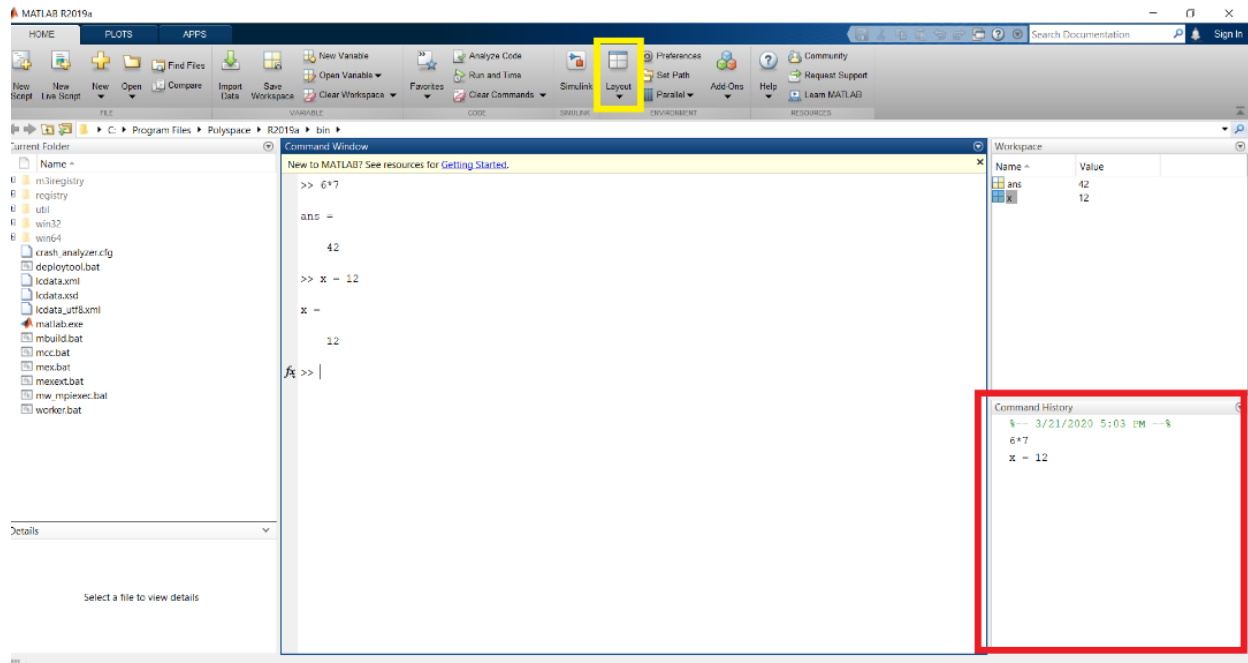 MATLAB R2019a
HOME PLOTS APPS
Search Documentation
Sign In
New Script
New Live Script
New
Open
Find Files
Compare
Import Data
Save Workspace
New Variable
Open Variable
Clear Workspace
Favorites
Analyze Code
Run and Time
Clear Commands
Simulink
Layout
Preferences
Set Path
Parallel
Add-Ons
Help
Community
Request Support
Learn MATLAB
FILE VARIABLE CODE SIMULINK ENVIRONMENT RESOURCES
C: Program Files Polyspace R2019a bin
Current Folder
Name
m3iregistry
registry
util
win32
win64
crash_analyzer.cfg
deploytool.bat
lcdata.xml
lcdata.xsd
lcdata_utf8.xml
matlab.exe
mbuild.bat
mcc.bat
mex.bat
mexext.bat
mw_mpiexec.bat
worker.bat
Details
Select a file to view details
Command Window
New to MATLAB? See resources for Getting Started.
>> 6*7
ans =
42
>> x = 12
x =
12
fx >>
Workspace
Name Value
ans 42
x 12
Command History
%-- 3/21/2020 5:03 PM --%
6*7
x = 12